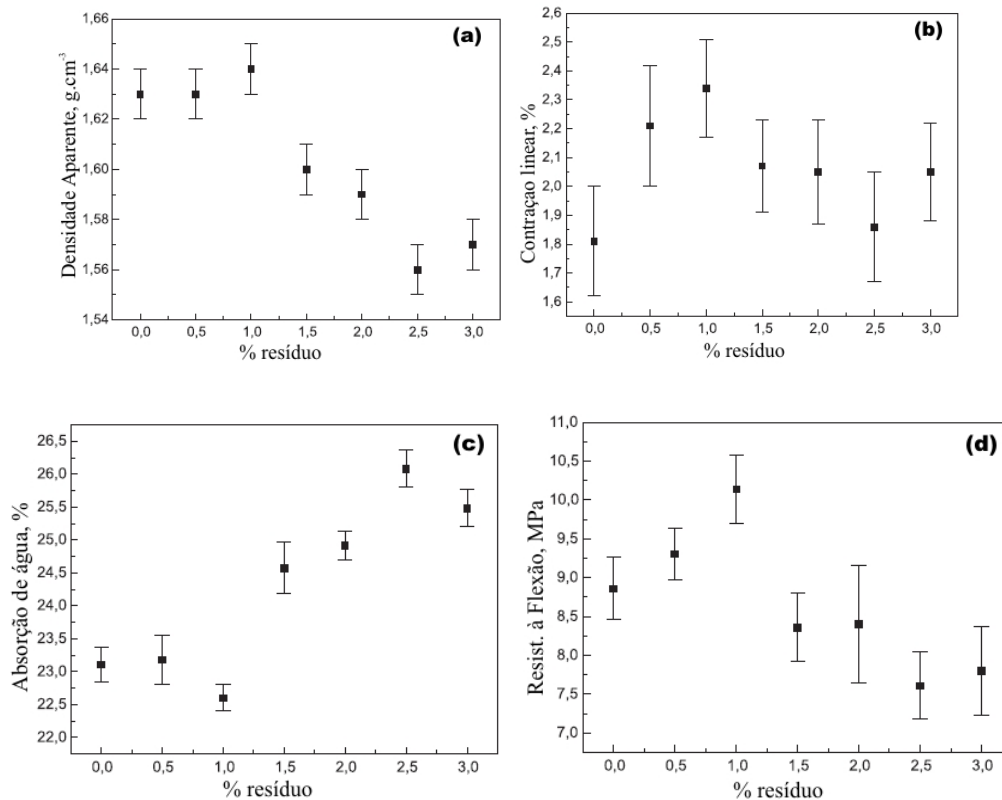 (a)
Densidade Aparente, g.cm-3
1,66
1,64
1,62
1,60
1,58
1,56
1,54
0,0 0,5 1,0 1,5 2,0 2,5 3,0
% resíduo
(b)
Contraçao linear, %
2,6
2,5
2,4
2,3
2,2
2,1
2,0
1,9
1,8
1,7
1,6
0,0 0,5 1,0 1,5 2,0 2,5 3,0
% resíduo
(c)
Absorção de água, %
26,5
26,0
25,5
25,0
24,5
24,0
23,5
23,0
22,5
22,0
0,0 0,5 1,0 1,5 2,0 2,5 3,0
% resíduo
(d)
Resist. à Flexão, MPa
11,0
10,5
10,0
9,5
9,0
8,5
8,0
7,5
7,0
0,0 0,5 1,0 1,5 2,0 2,5 3,0
% resíduo